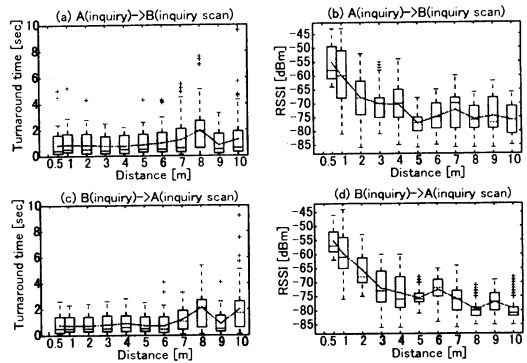 (a) A(inquiry)->B(inquiry scan)
Turnaround time [sec]
10
8
6
4
2
0
0.5 1 2 3 4 5 6 7 8 9 10
Distance [m]
(b) A(inquiry)->B(inquiry scan)
RSSI [dBm]
-45
-50
-55
-60
-65
-70
-75
-80
-85
0.5 1 2 3 4 5 6 7 8 9 10
Distance [m]
(c) B(inquiry)->A(inquiry scan)
Turnaround time [sec]
10
8
6
4
2
0
0.5 1 2 3 4 5 6 7 8 9 10
Distance [m]
(d) B(inquiry)->A(inquiry scan)
RSSI [dBm]
-45
-50
-55
-60
-65
-70
-75
-80
-85
0.5 1 2 3 4 5 6 7 8 9 10
Distance [m]